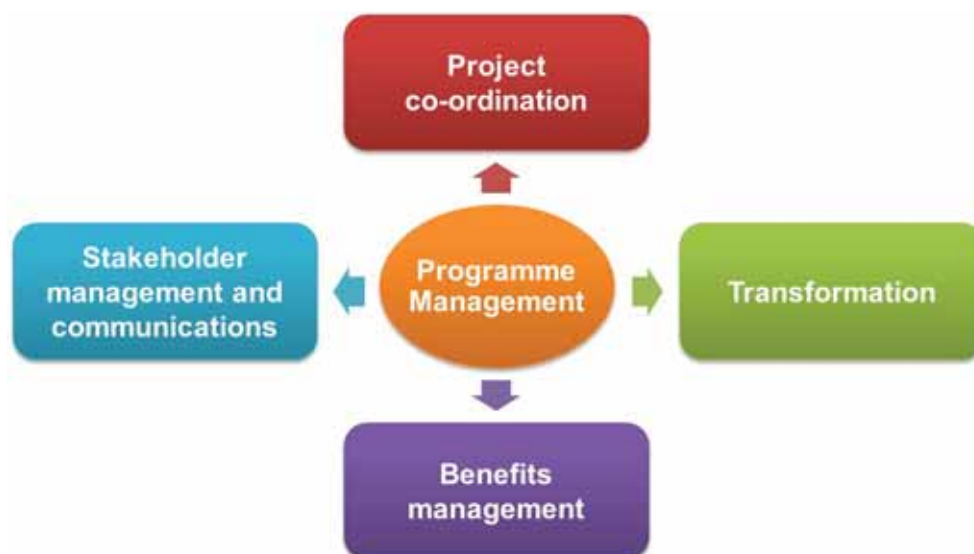 Project
co-ordination
Stakeholder
management and
communications
Programme
Management
Transformation
Benefits
management